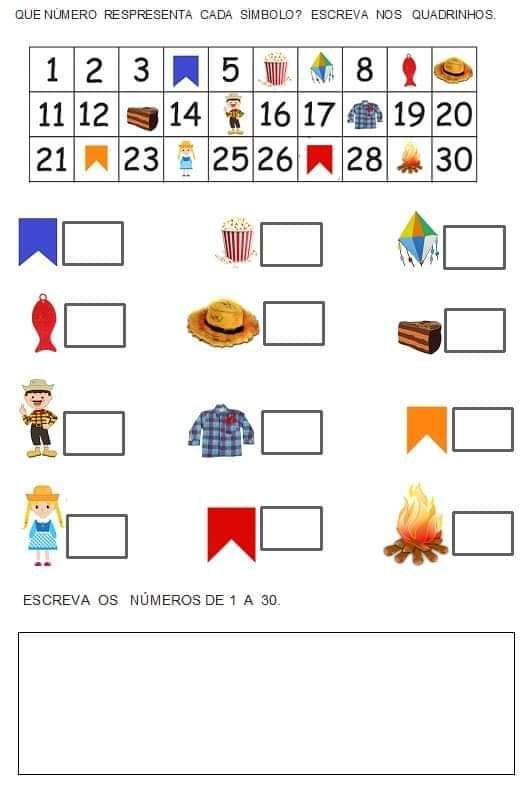 QUE NÚMERO RESPRESENTA CADA SÍMBOLO? ESCREVA NOS QUADRINHOS.
1 2 3 5 8
11 12 14 16 17 19 20
21 23 25 26 28 30
ESCREVA OS NÚMEROS DE 1 A 30.